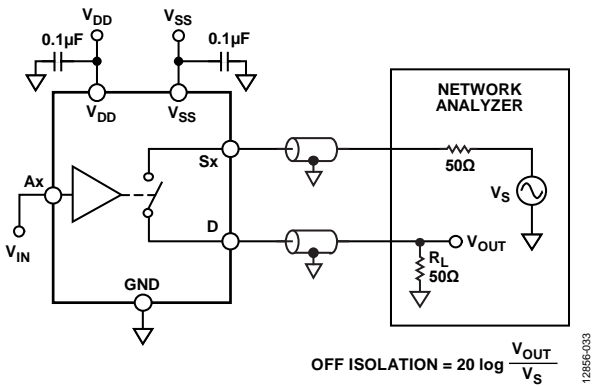 VDD
VSS
0.1µF
0.1µF
VDD
VSS
NETWORK
ANALYZER
Sx
50Ω
Ax
VS
D
VOUT
VIN
RL
50Ω
GND
OFF ISOLATION = 20 log VOUT
VS
12856-033